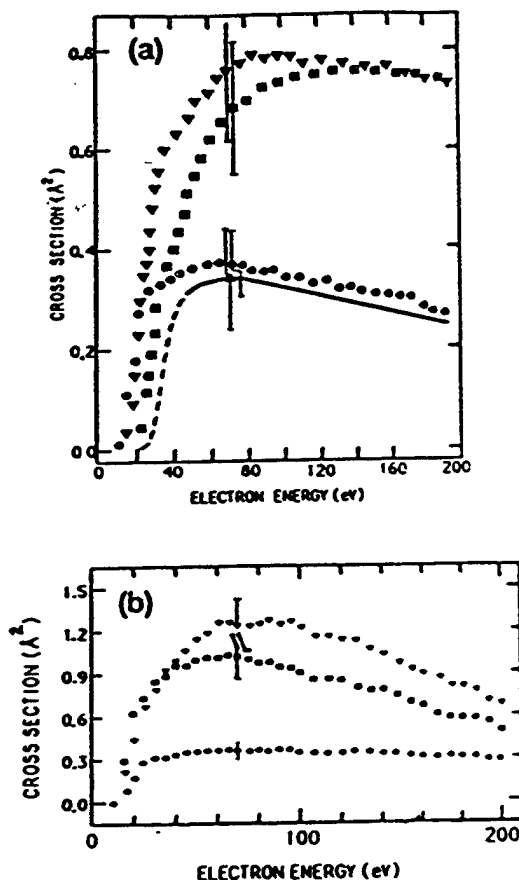 (a)
0.8
0.6
0.4
0.2
0.0
CROSS SECTION (Å²)
0 40 80 120 160 200
ELECTRON ENERGY (eV)
(b)
1.5
1.2
0.9
0.6
0.3
0.0
CROSS SECTION (Å²)
0 100 200
ELECTRON ENERGY (eV)